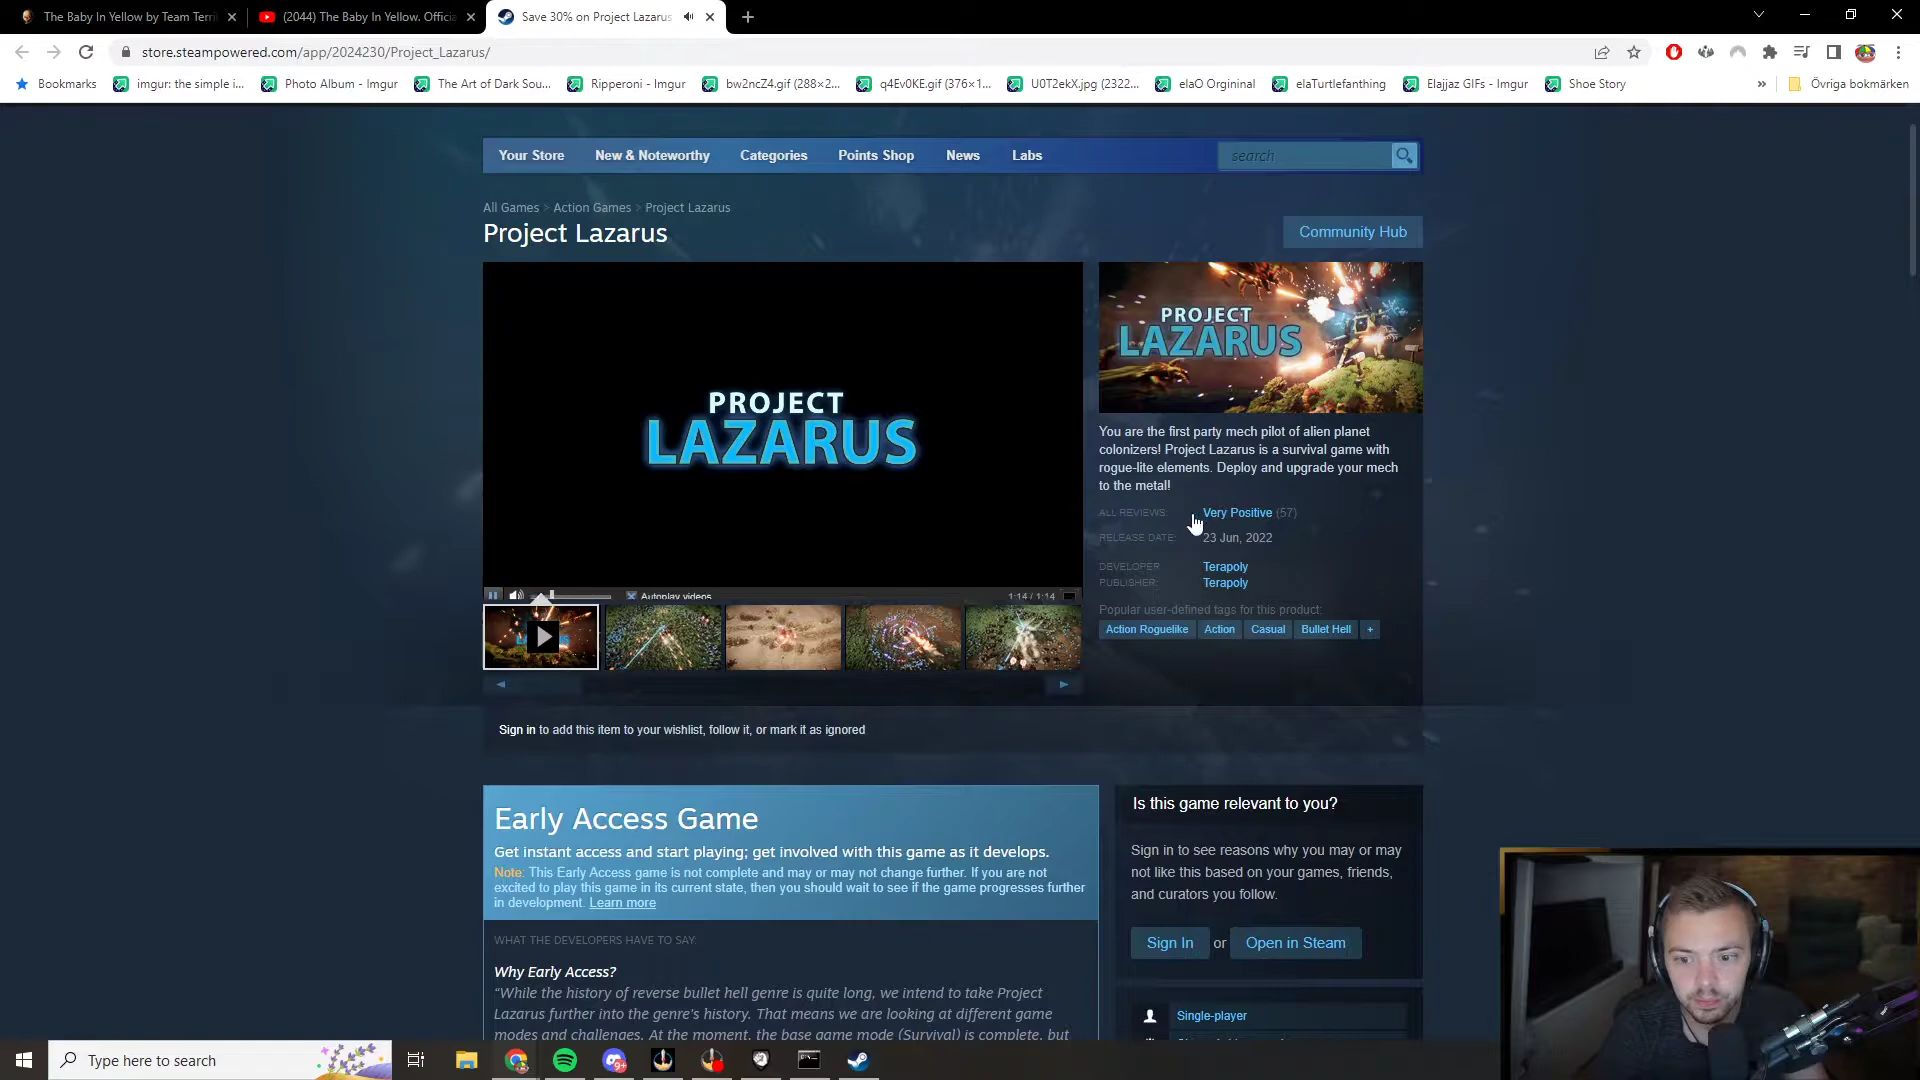 The Baby In Yellow by Team Terri
(2044) The Baby In Yellow. Officia
Save 30% on Project Lazarus
store.steampowered.com/app/2024230/Project_Lazarus/
Bookmarks
imgur: the simple i...
Photo Album - Imgur
The Art of Dark Sou...
Ripperoni - Imgur
bw2ncZ4.gif (288×2...
q4Ev0KE.gif (376×1...
U0T2ekX.jpg (2322...
elaO Orgininal
elaTurtlefanthing
Elajjaz GIFs - Imgur
Shoe Story
»
Övriga bokmärken
Your Store
New & Noteworthy
Categories
Points Shop
News
Labs
search
All Games > Action Games > Project Lazarus
Project Lazarus
Community Hub
PROJECT
LAZARUS
PROJECT
LAZARUS
You are the first party mech pilot of alien planet
colonizers! Project Lazarus is a survival game with
rogue-lite elements. Deploy and upgrade your mech
to the metal!
ALL REVIEWS: Very Positive (57)
RELEASE DATE: 23 Jun, 2022
DEVELOPER Terapoly
PUBLISHER: Terapoly
Popular user-defined tags for this product:
Action Roguelike
Action
Casual
Bullet Hell
+
Autoplay videos
1:14 / 1:14
Sign in to add this item to your wishlist, follow it, or mark it as ignored
Early Access Game
Get instant access and start playing; get involved with this game as it develops.
Note: This Early Access game is not complete and may or may not change further. If you are not
excited to play this game in its current state, then you should wait to see if the game progresses further
in development. Learn more
WHAT THE DEVELOPERS HAVE TO SAY:
Why Early Access?
“While the history of reverse bullet hell genre is quite long, we intend to take Project
Lazarus further into the genre's history. That means we are looking at different game
modes and challenges. At the moment, the base game mode (Survival) is complete, but
Is this game relevant to you?
Sign in to see reasons why you may or may
not like this based on your games, friends,
and curators you follow.
Sign In or Open in Steam
Single-player
Type here to search
9+